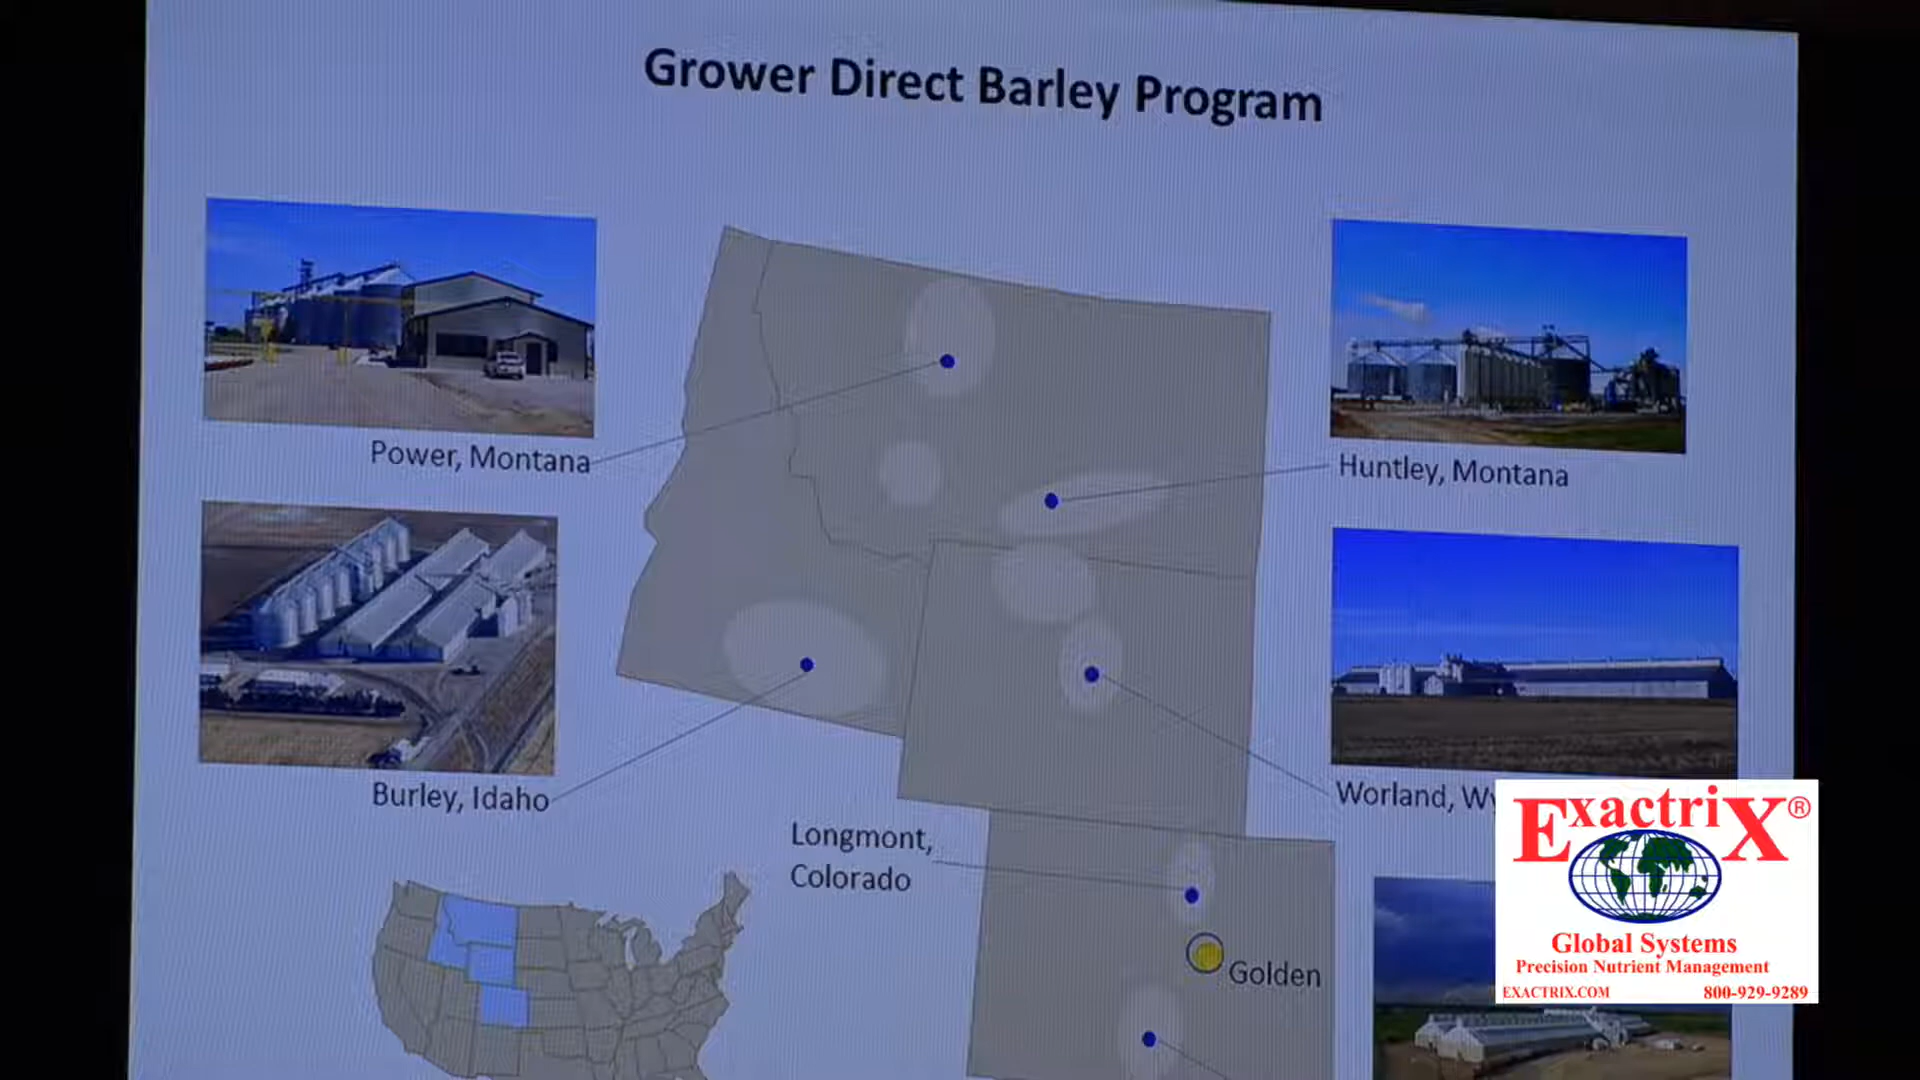 Grower Direct Barley Program
Power, Montana
Huntley, Montana
Burley, Idaho
Worland,
Longmont,
Colorado
Golden
ExactriX®
Global Systems
Precision Nutrient Management
EXACTRIX.COM 800-929-9289